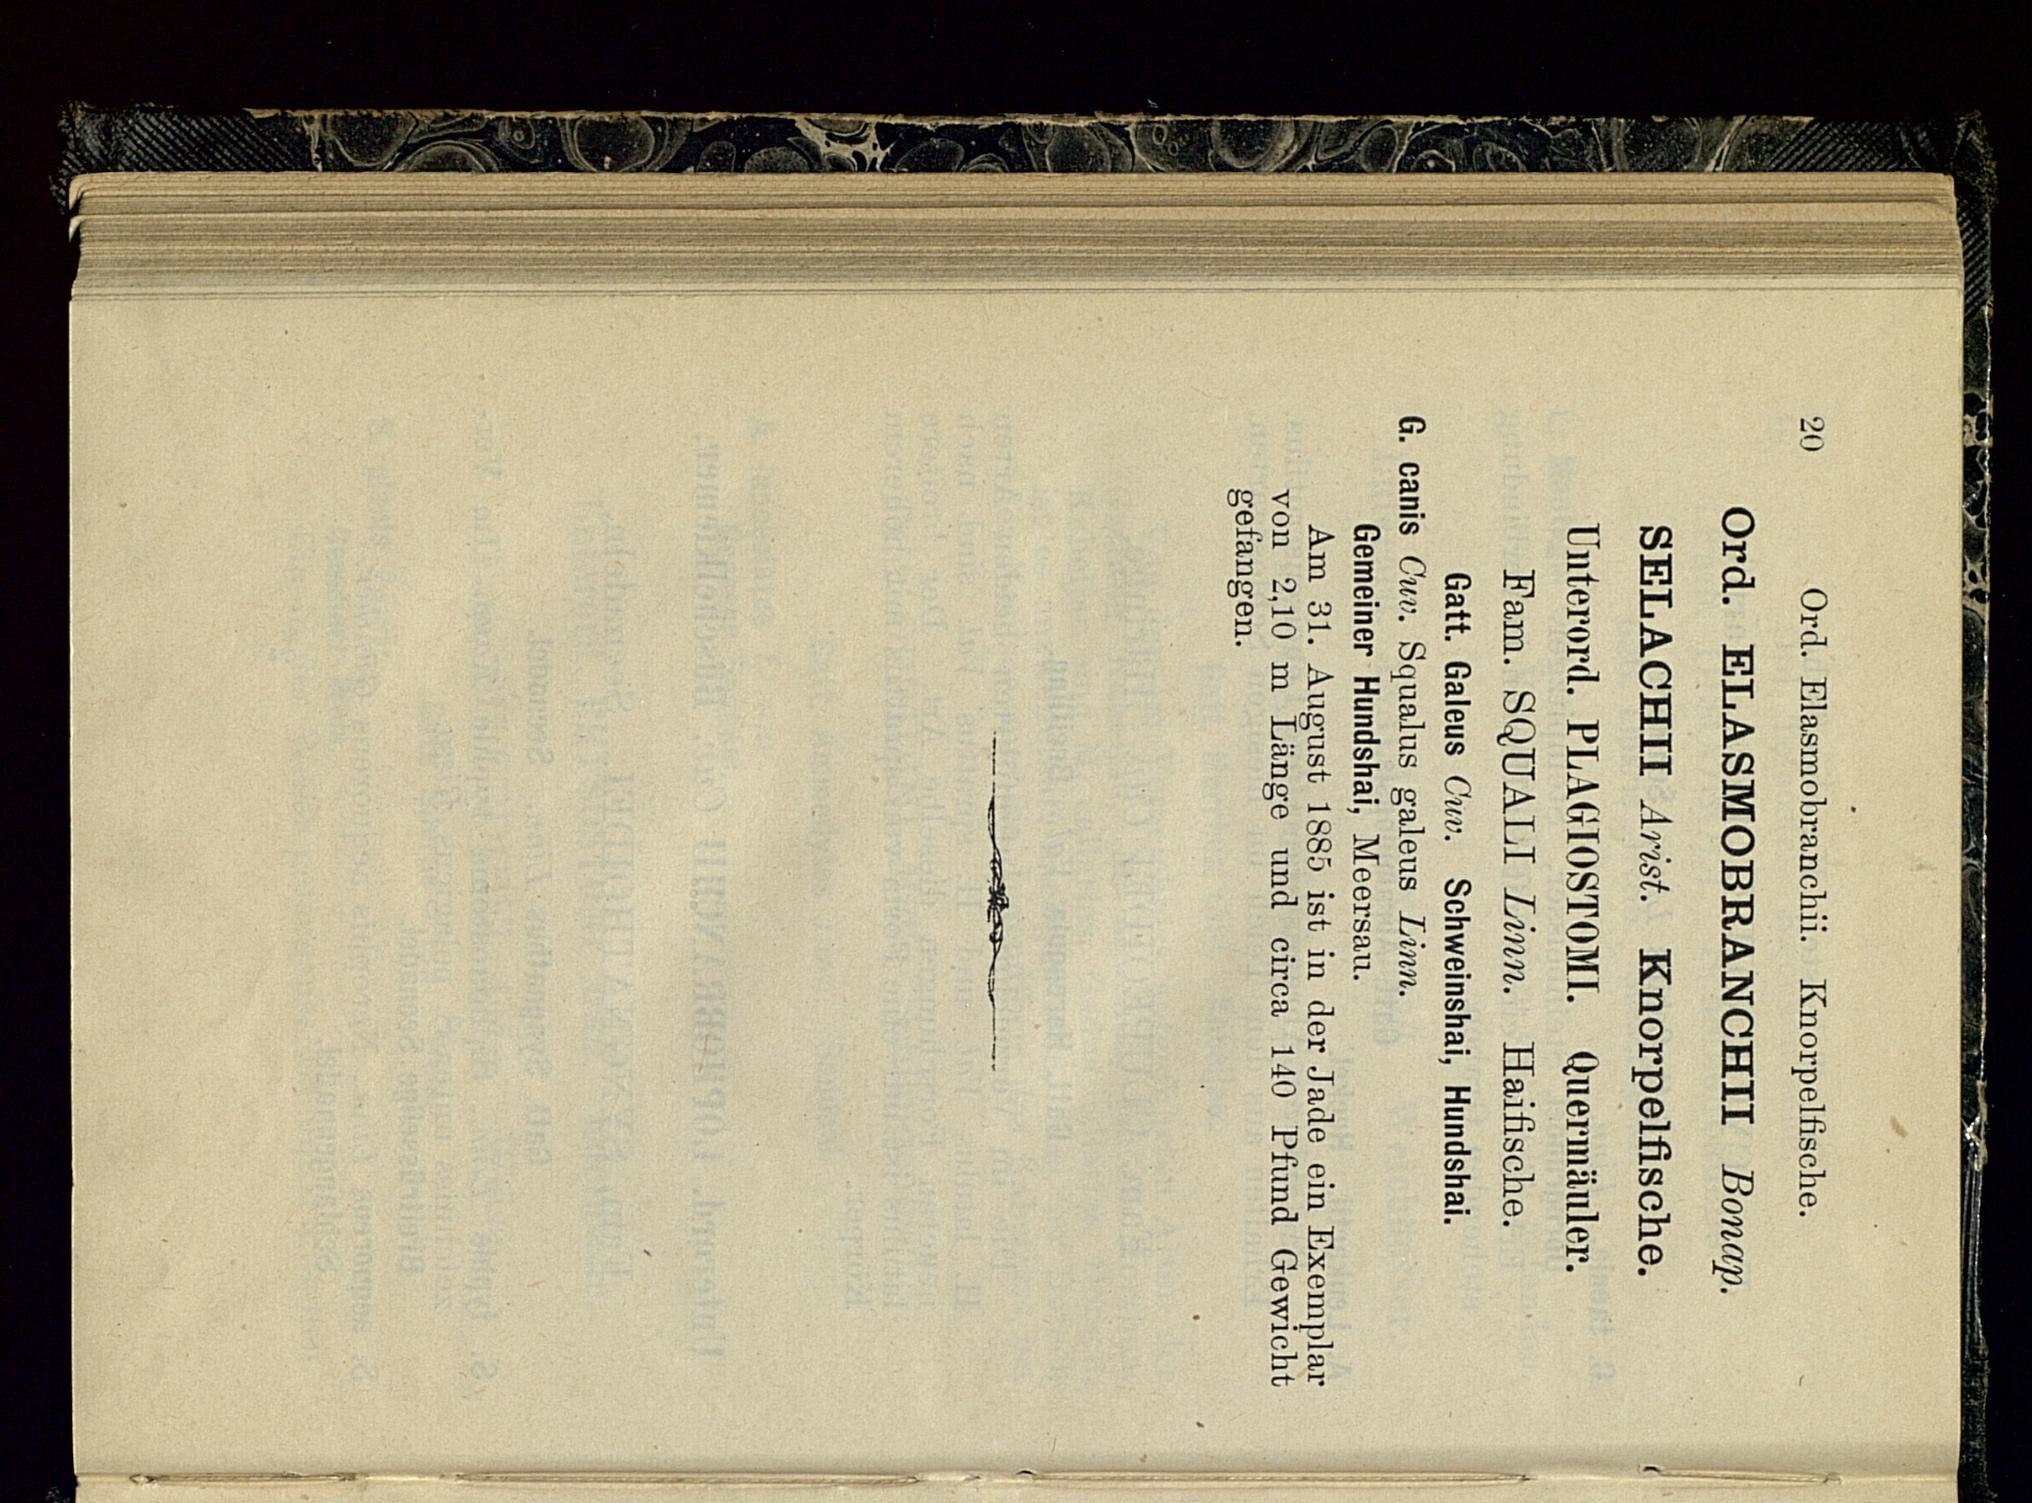 20 Ord. Elasmobranchii. Knorpelfische.
Ord. ELASMOBRANCHII Bonap.
SELACHII Arist. Knorpelfische.
Unterord. PLAGIOSTOMI. Quermäuler.
Fam. SQUALI Linn. Haifische.
Gatt. Galeus Cuv. Schweinshai, Hundshai.
G. canis Cuv. Squalus galeus Linn.
Gemeiner Hundshai, Meersau.
Am 31. August 1885 ist in der Jade ein Exemplar
von 2,10 m Länge und circa 140 Pfund Gewicht
gefangen.